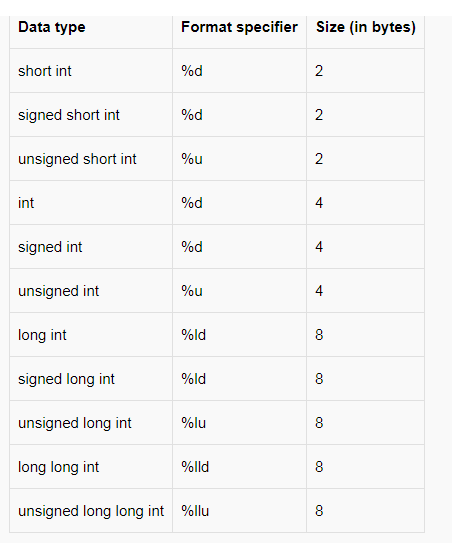 Data type Format specifier Size (in bytes)
short int %d 2
signed short int %d 2
unsigned short int %u 2
int %d 4
signed int %d 4
unsigned int %u 4
long int %ld 8
signed long int %ld 8
unsigned long int %lu 8
long long int %lld 8
unsigned long long int %llu 8